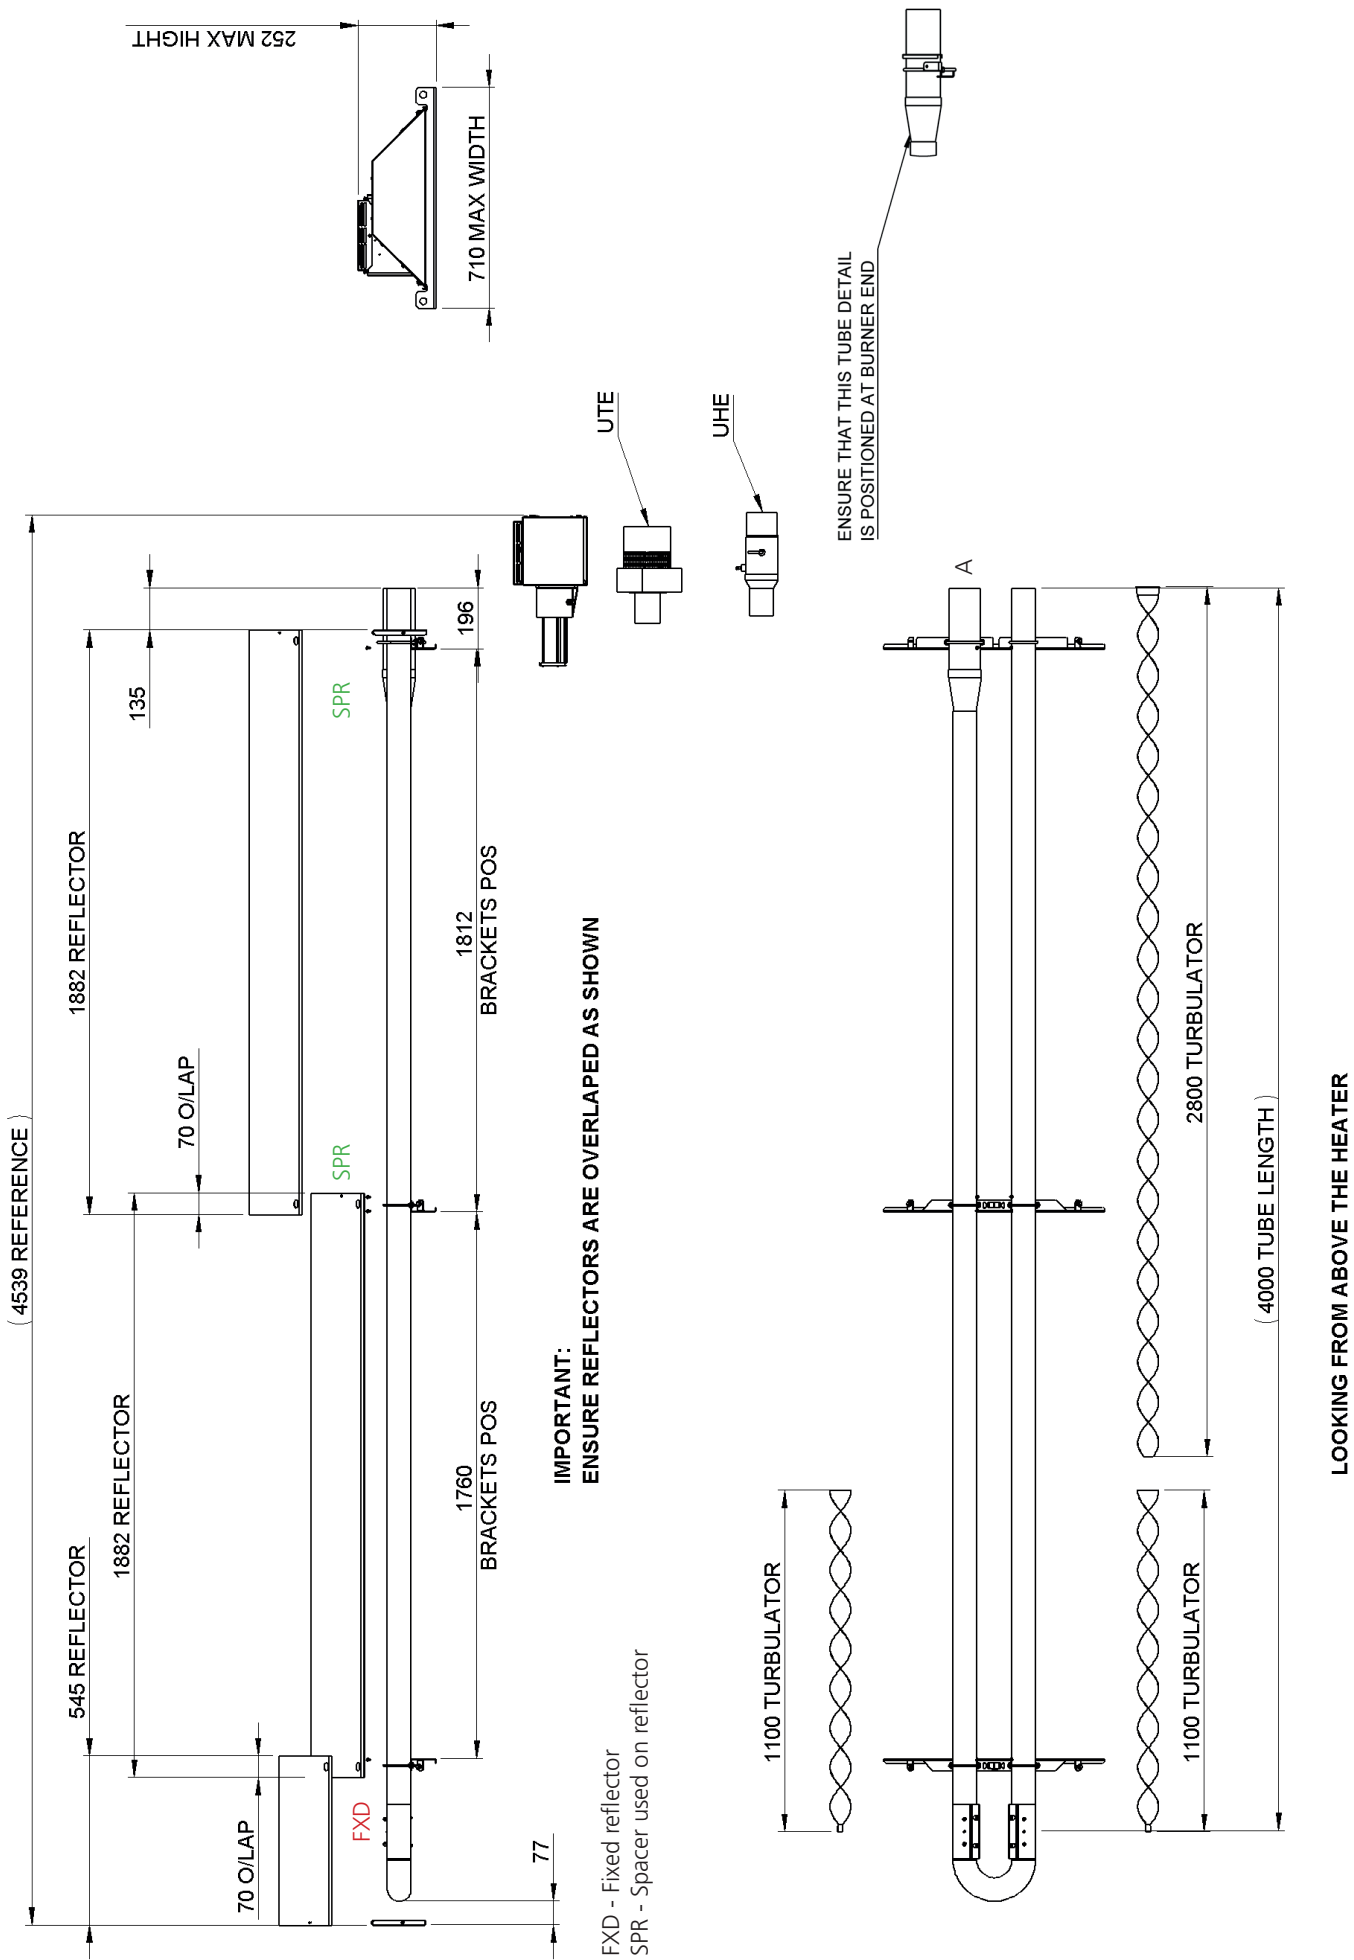 ( 4539 REFERENCE )
545 REFLECTOR
1882 REFLECTOR
1882 REFLECTOR
135
70 O/LAP
70 O/LAP
SPR
SPR
FXD
196
1812
BRACKETS POS
1760
BRACKETS POS
77
252 MAX HIGHT
710 MAX WIDTH
IMPORTANT:
ENSURE REFLECTORS ARE OVERLAPED AS SHOWN
FXD - Fixed reflector
SPR - Spacer used on reflector
UTE
UHE
ENSURE THAT THIS TUBE DETAIL
IS POSITIONED AT BURNER END
A
1100 TURBULATOR
1100 TURBULATOR
2800 TURBULATOR
( 4000 TUBE LENGTH )
LOOKING FROM ABOVE THE HEATER